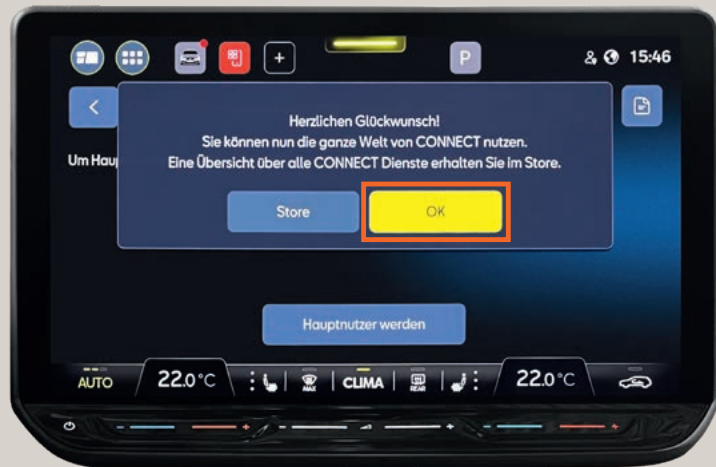 P
15:46
Herzlichen Glückwunsch!
Sie können nun die ganze Welt von CONNECT nutzen.
Um Hau
Eine Übersicht über alle CONNECT Dienste erhalten Sie im Store.
Store
OK
Hauptnutzer werden
AUTO
22.0°C
MAX
CLIMA
REAR
22.0°C